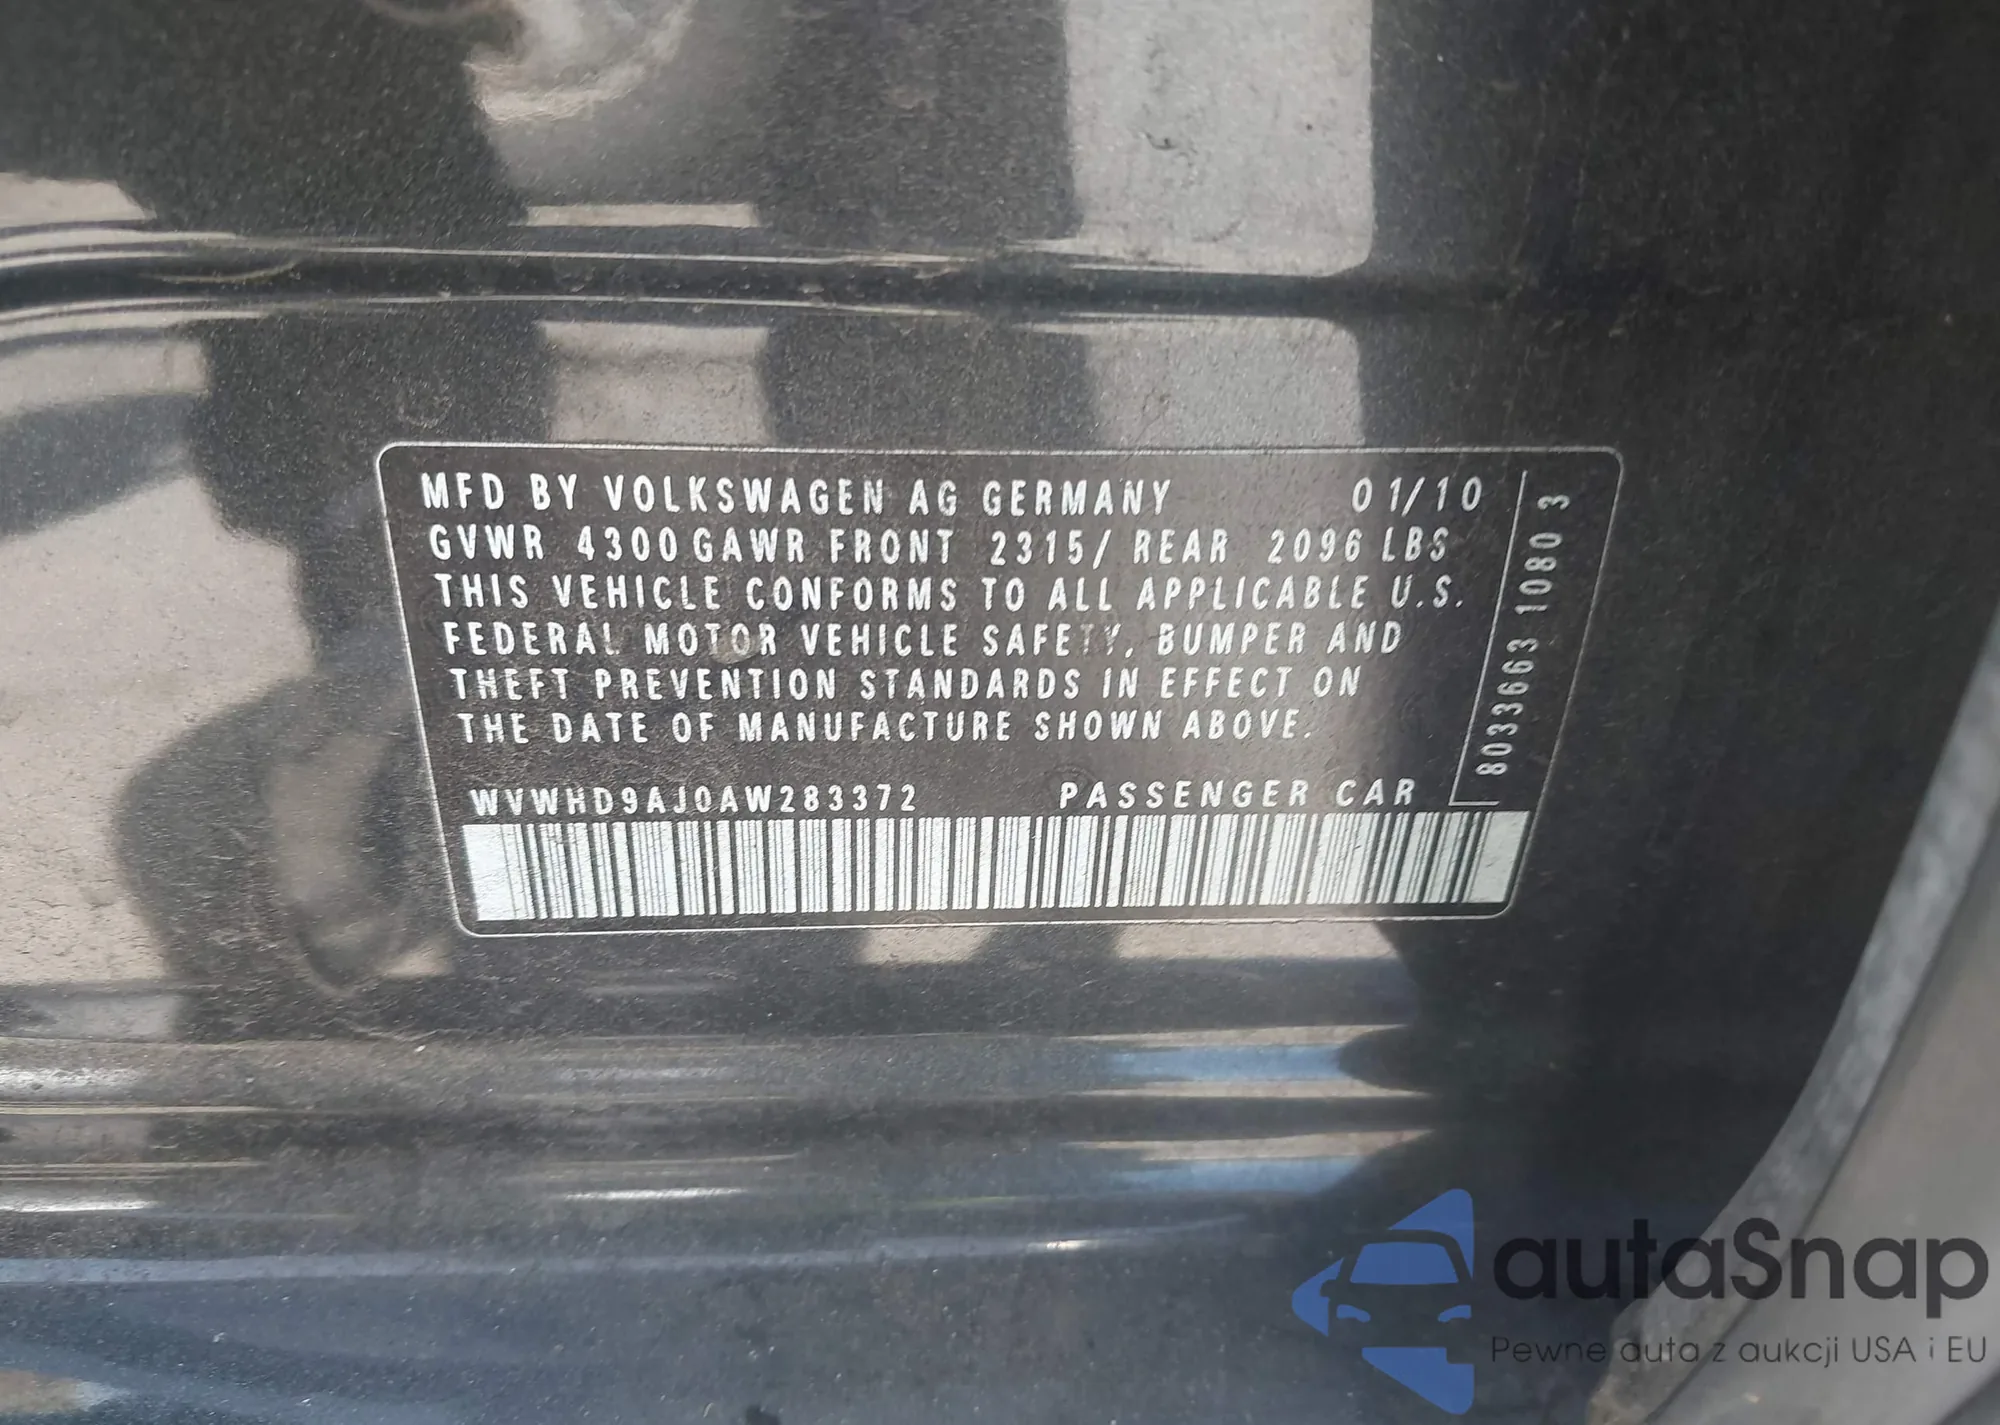 MFD BY VOLKSWAGEN AG GERMANY 01/10
GVWR 4300 GAWR FRONT 2315/ REAR 2096 LBS
THIS VEHICLE CONFORMS TO ALL APPLICABLE U.S.
FEDERAL MOTOR VEHICLE SAFETY, BUMPER AND
THEFT PREVENTION STANDARDS IN EFFECT ON
THE DATE OF MANUFACTURE SHOWN ABOVE.
WVWHD9AJ0AW283372 PASSENGER CAR
8033663 1080 3
autaSnap
Pewne auta z aukcji USA i EU